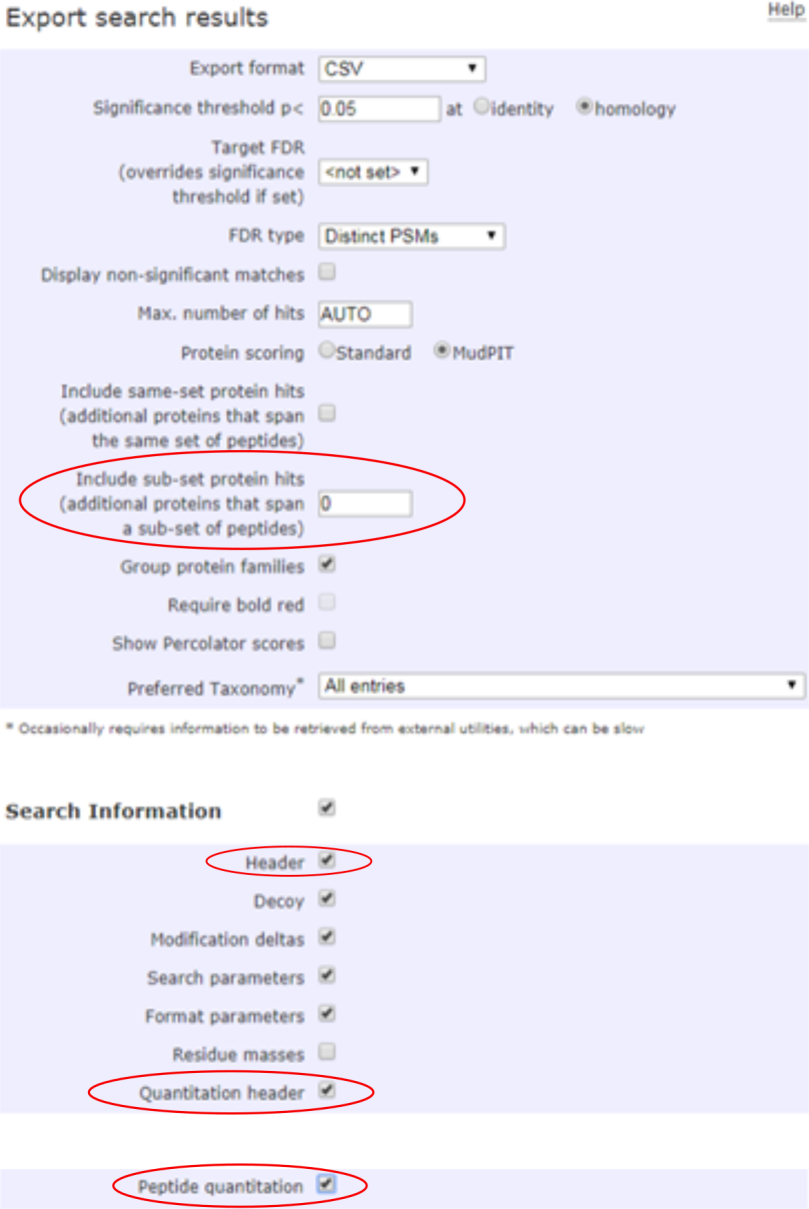 Export search results
Help
Export format CSV
Significance threshold p< 0.05 at identity homology
Target FDR
(overrides significance <not set>
threshold if set)
FDR type Distinct PSMs
Display non-significant matches
Max. number of hits AUTO
Protein scoring Standard MudPIT
Include same-set protein hits
(additional proteins that span
the same set of peptides)
Include sub-set protein hits
(additional proteins that span 0
a sub-set of peptides)
Group protein families
Require bold red
Show Percolator scores
Preferred Taxonomy* All entries
* Occasionally requires information to be retrieved from external utilities, which can be slow
Search Information
Header
Decoy
Modification deltas
Search parameters
Format parameters
Residue masses
Quantitation header
Peptide quantitation